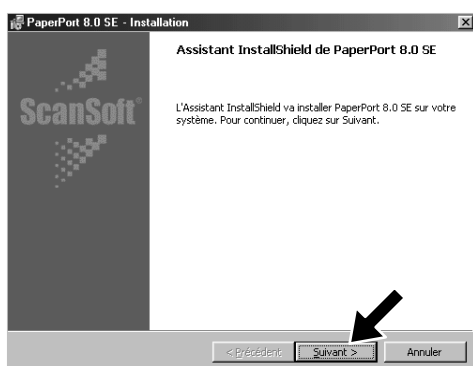 PaperPort 8.0 SE - Installation
Assistant InstallShield de PaperPort 8.0 SE
ScanSoft®
L'Assistant InstallShield va installer PaperPort 8.0 SE sur votre
système. Pour continuer, cliquez sur Suivant.
< Précédent
Suivant >
Annuler